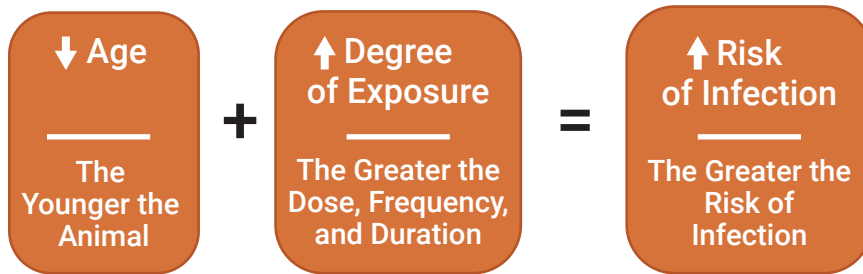 ↓ Age
The
Younger the
Animal
+
↑ Degree
of Exposure
The Greater the
Dose, Frequency,
and Duration
=
↑ Risk
of Infection
The Greater the
Risk of
Infection